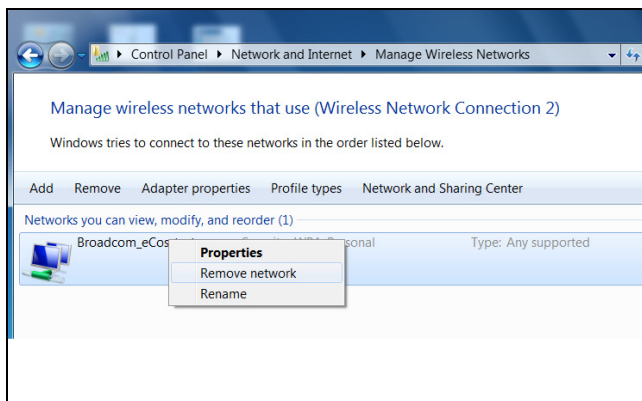 Control Panel ▸ Network and Internet ▸ Manage Wireless Networks
Manage wireless networks that use (Wireless Network Connection 2)
Windows tries to connect to these networks in the order listed below.
Add Remove Adapter properties Profile types Network and Sharing Center
Networks you can view, modify, and reorder (1)
Type: Any supported
Properties
Remove network
Rename